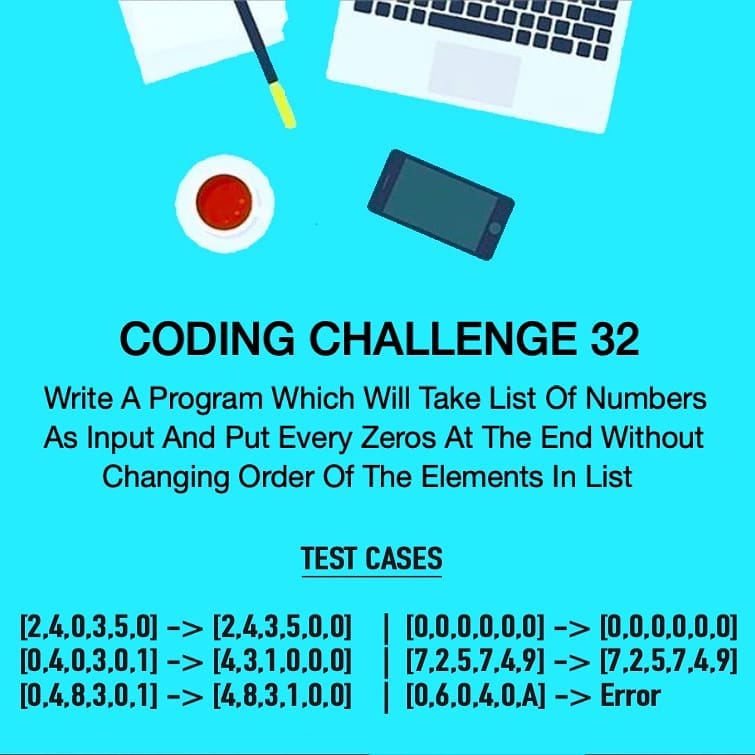 CODING CHALLENGE 32
Write A Program Which Will Take List Of Numbers
As Input And Put Every Zeros At The End Without
Changing Order Of The Elements In List
TEST CASES
[2,4,0,3,5,0] -> [2,4,3,5,0,0] | [0,0,0,0,0,0] -> [0,0,0,0,0,0]
[0,4,0,3,0,1] -> [4,3,1,0,0,0] | [7,2,5,7,4,9] -> [7,2,5,7,4,9]
[0,4,8,3,0,1] -> [4,8,3,1,0,0] | [0,6,0,4,0,A] -> Error